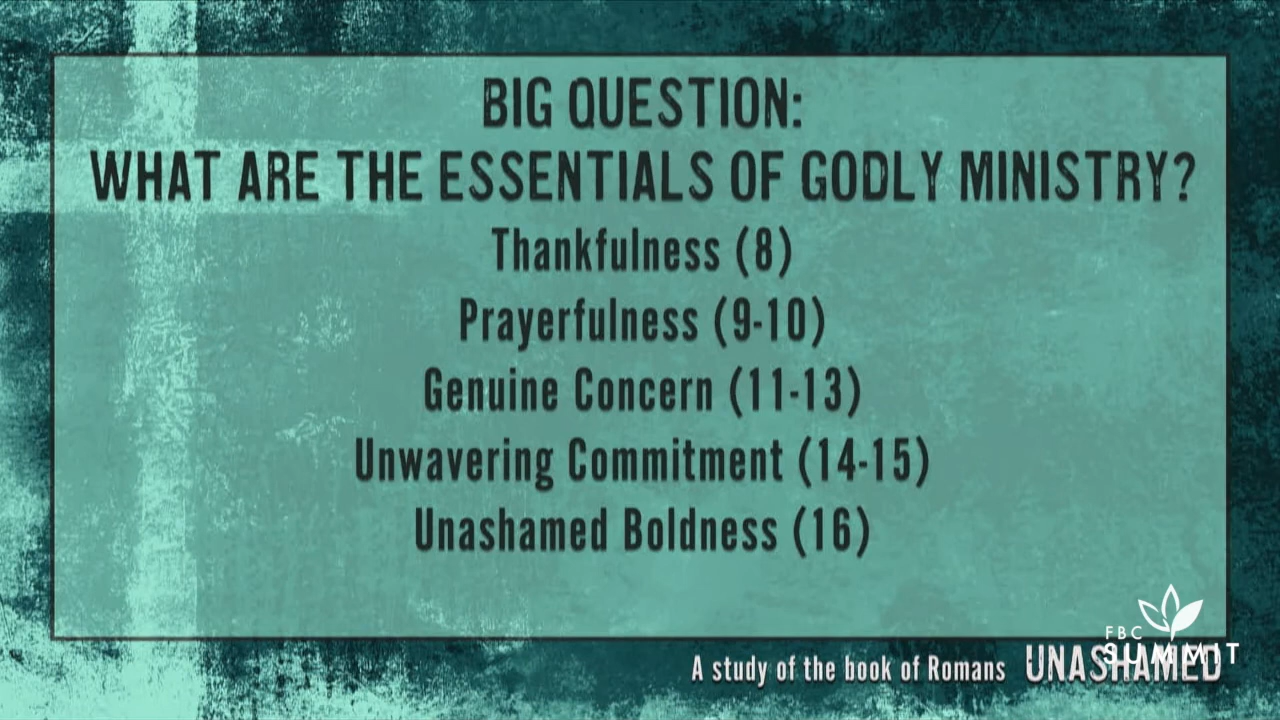 BIG QUESTION:
WHAT ARE THE ESSENTIALS OF GODLY MINISTRY?
Thankfulness (8)
Prayerfulness (9-10)
Genuine Concern (11-13)
Unwavering Commitment (14-15)
Unashamed Boldness (16)
FBC
SUMMIT
A study of the book of Romans UNASHAMED